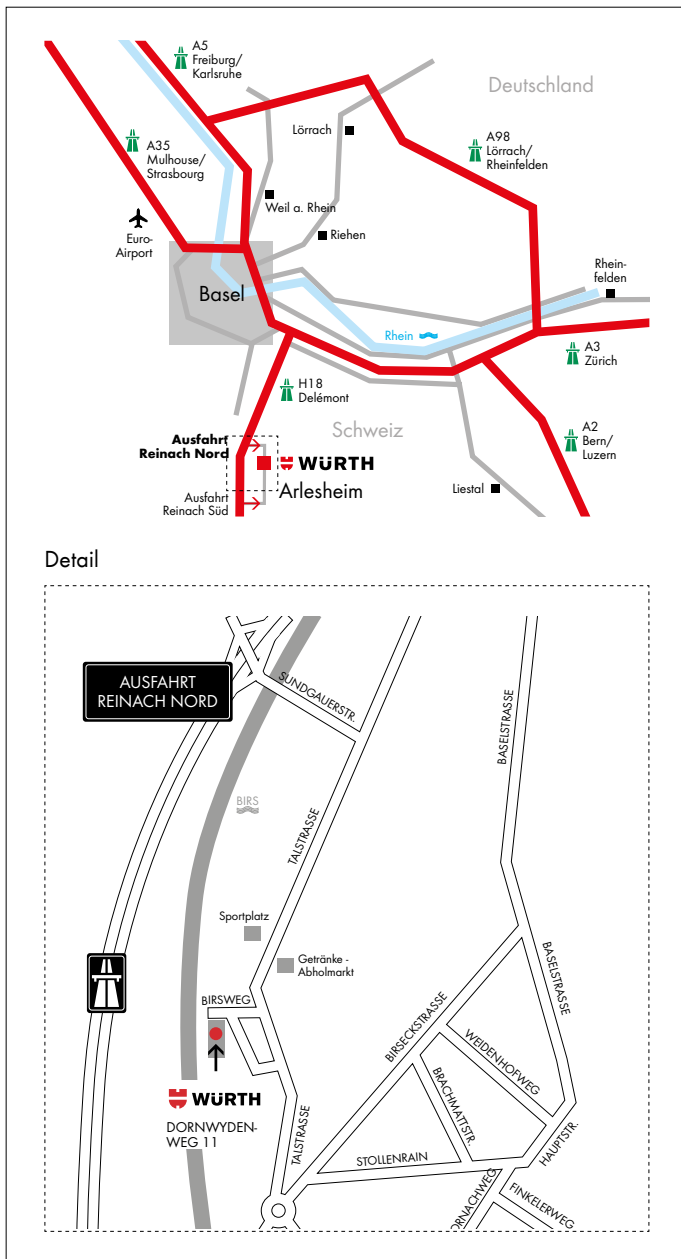 A5
Freiburg/
Karlsruhe
Deutschland
Lörrach
A98
Lörrach/
Rheinfelden
A35
Mulhouse/
Strasbourg
Weil a. Rhein
Riehen
Euro-
Airport
Rhein-
felden
Basel
Rhein
A3
Zürich
H18
Delémont
Schweiz
A2
Bern/
Luzern
Ausfahrt
Reinach Nord
WÜRTH
Arlesheim
Ausfahrt
Reinach Süd
Liestal
Detail
AUSFAHRT
REINACH NORD
SUNDGAUERSTR.
BASELSTRASSE
BIRS
TALSTRASSE
Sportplatz
Getränke -
Abholmarkt
BASELSTRASSE
BIRSWEG
BIRSECKSTRASSE
WEIDENHOFWEG
BRACHMATTSTR.
WÜRTH
DORNWYDEN-
WEG 11
TALSTRASSE
STOLLENRAIN
HAUPTSTR.
ORNACHWEG
FINKELERWEG